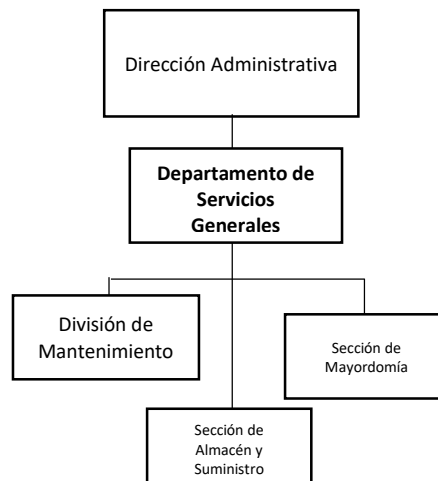 Dirección Administrativa
Departamento de
Servicios
Generales
División de
Mantenimiento
Sección de
Mayordomía
Sección de
Almacén y
Suministro